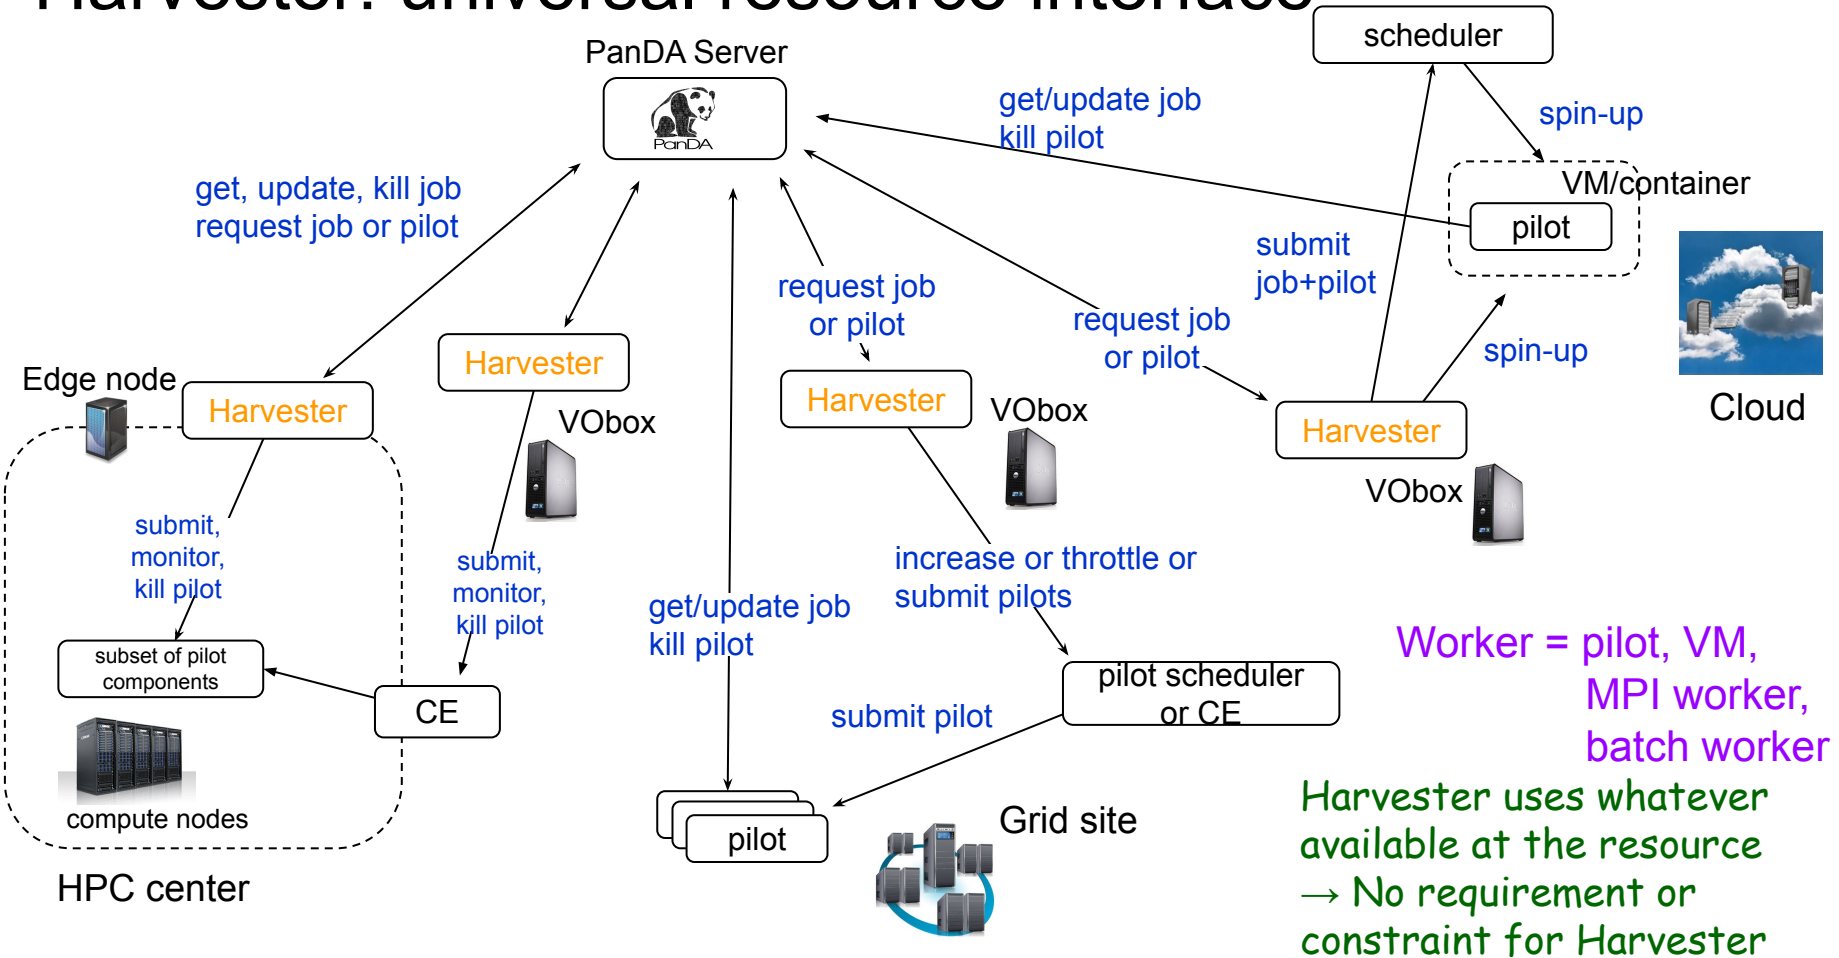 Harvester: universal resource interface
PanDA Server
PanDA
scheduler
get/update job
kill pilot
spin-up
get, update, kill job
request job or pilot
VM/container
pilot
submit
job+pilot
request job
or pilot
request job
or pilot
spin-up
Harvester
Edge node
Harvester
Harvester
VObox
VObox
Harvester
Cloud
VObox
submit,
monitor,
kill pilot
submit,
monitor,
kill pilot
increase or throttle or
submit pilots
get/update job
kill pilot
subset of pilot
components
CE
pilot scheduler
or CE
submit pilot
Worker = pilot, VM,
MPI worker,
batch worker
compute nodes
pilot
Grid site
HPC center
Harvester uses whatever
available at the resource
→ No requirement or
constraint for Harvester